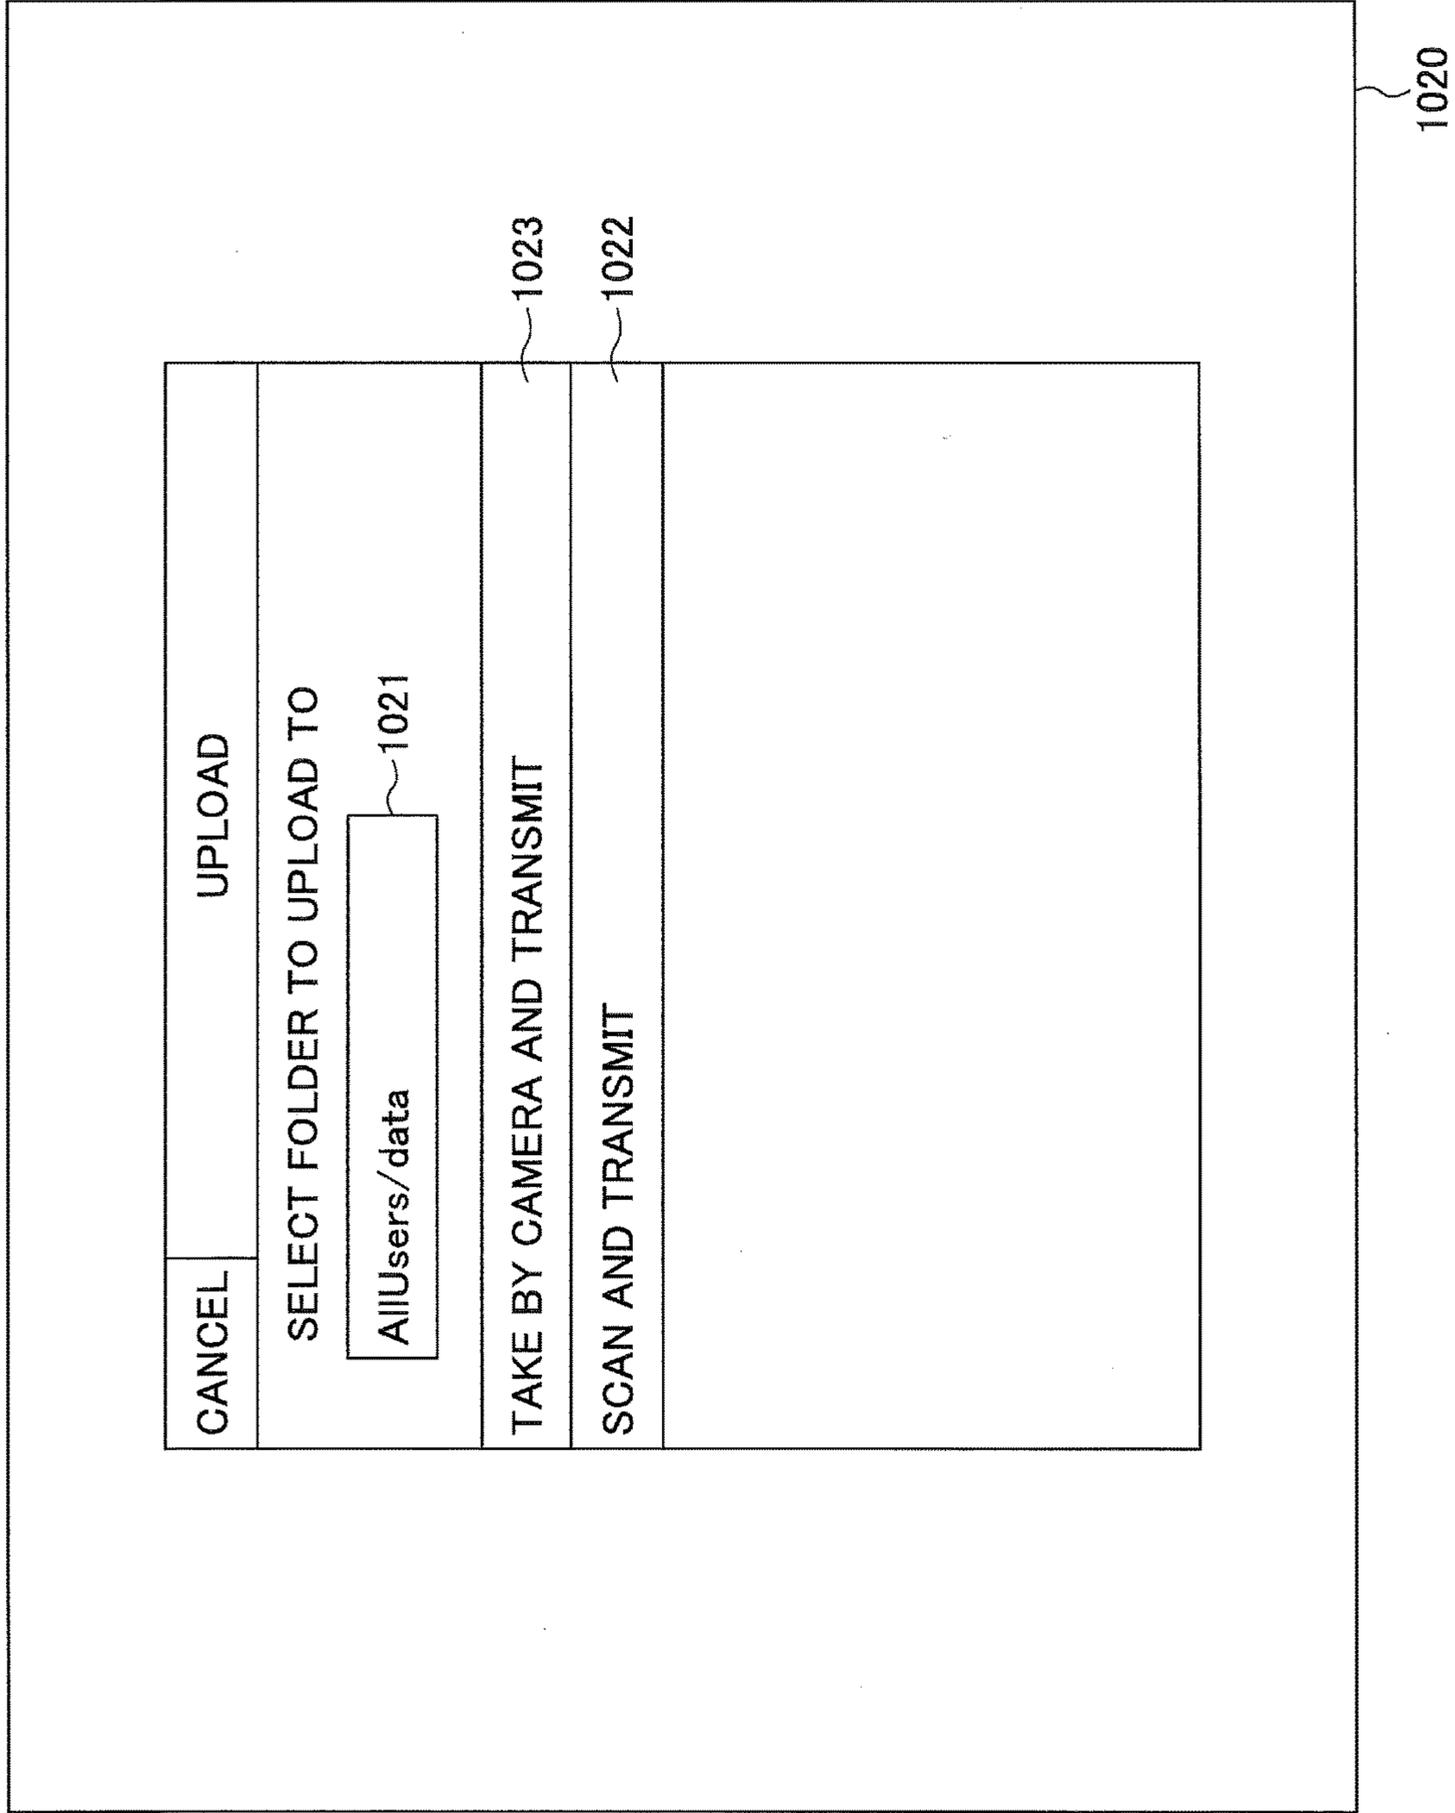 CANCEL
UPLOAD
SELECT FOLDER TO UPLOAD TO
AllUsers/data
1021
TAKE BY CAMERA AND TRANSMIT
1023
SCAN AND TRANSMIT
1022
1020